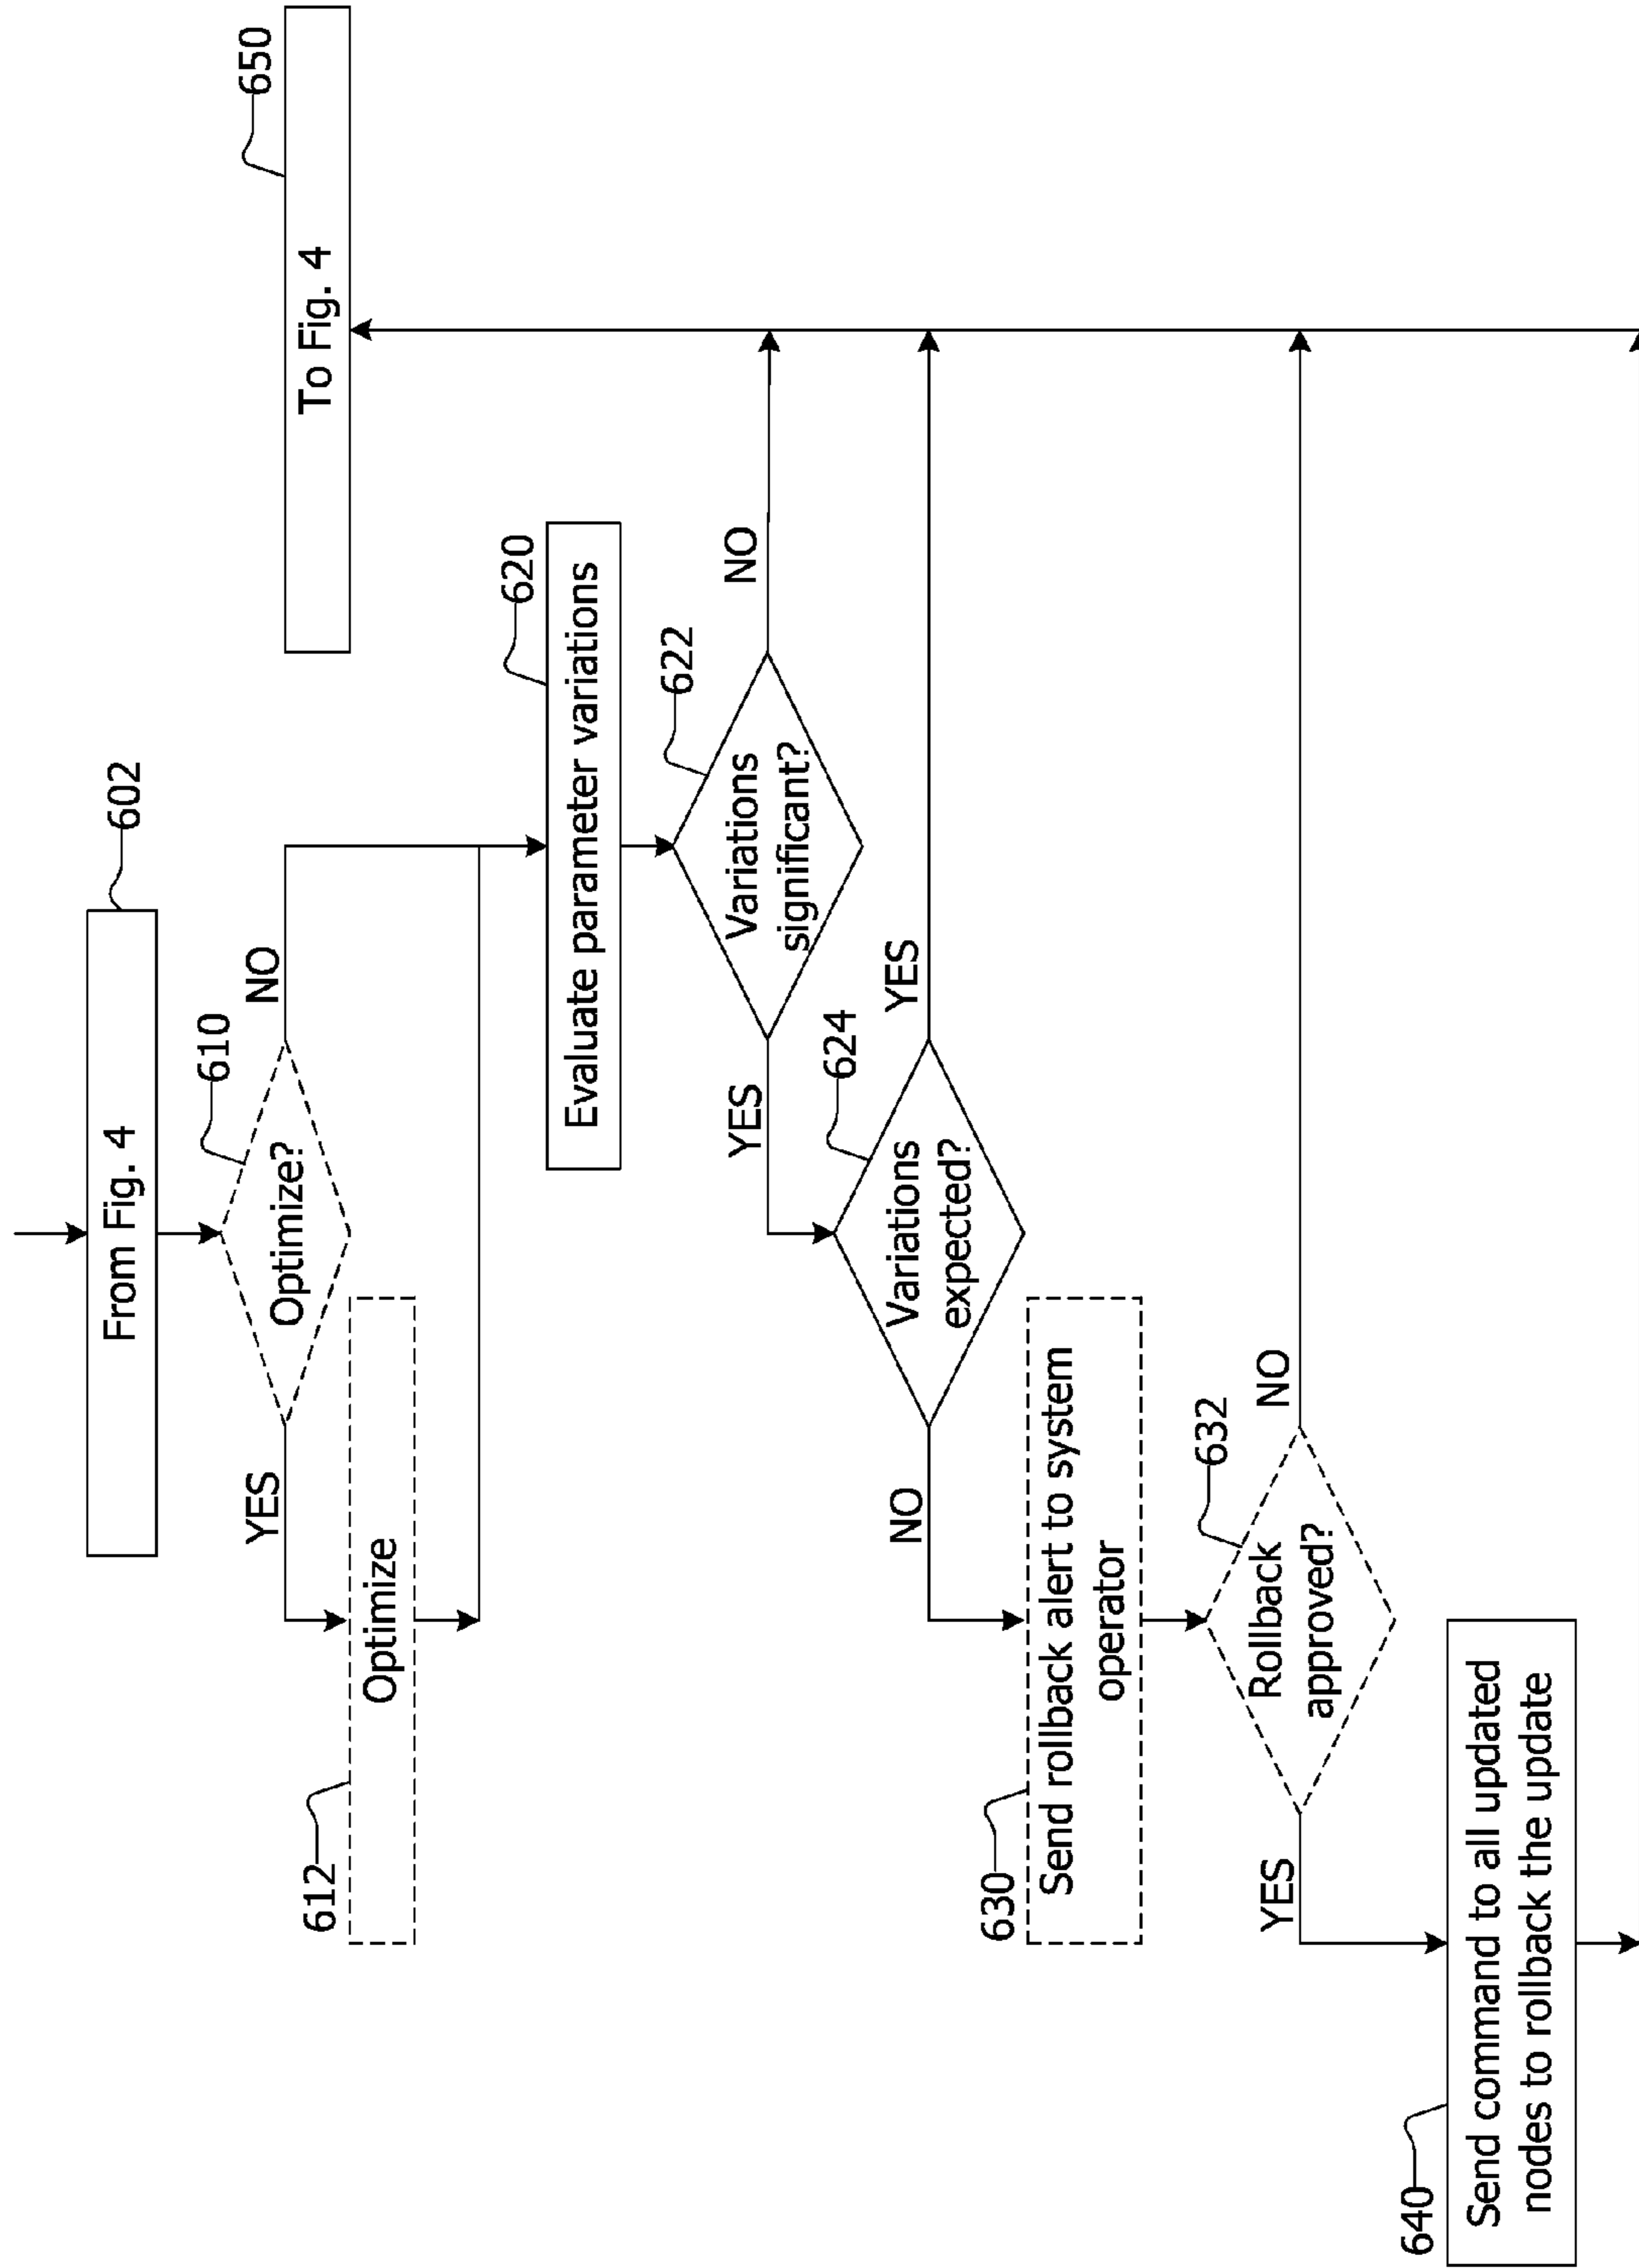 From Fig. 4
602
Optimize?
610
YES
NO
Optimize
612
To Fig. 4
650
Evaluate parameter variations
620
Variations
significant?
622
YES
NO
Variations
expected?
624
NO
YES
Send rollback alert to system
operator
630
Rollback
approved?
632
YES
NO
Send command to all updated
nodes to rollback the update
640